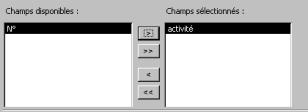 Champs disponibles :
Champs sélectionnés :
N°
activité
>
>>
<
<<